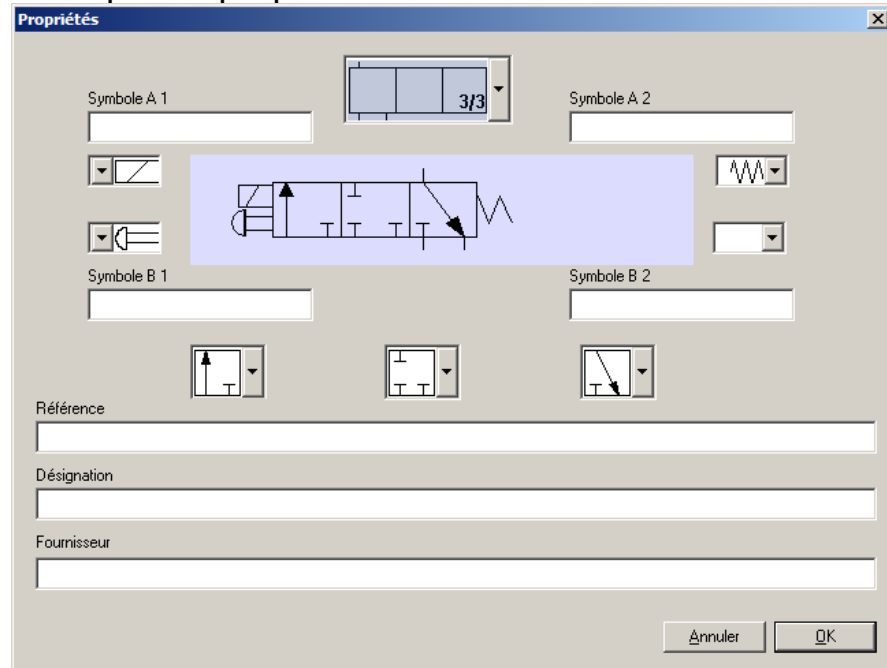 Propriétés
3/3
Symbole A 1
Symbole A 2
Symbole B 1
Symbole B 2
Référence
Désignation
Fournisseur
Annuler
OK